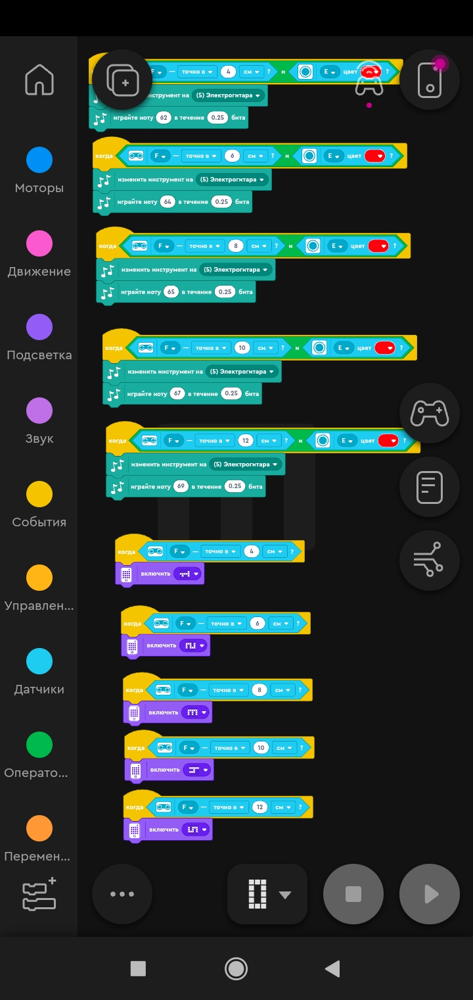 F — точно в 4 см ? и E цвет ?
инструмент на (5) Электрогитара
играйте ноту 62 в течение 0.25 бита
когда F — точно в 6 см ? и E цвет ?
изменить инструмент на (5) Электрогитара
играйте ноту 64 в течение 0.25 бита
когда F — точно в 8 см ? и E цвет ?
изменить инструмент на (5) Электрогитара
играйте ноту 65 в течение 0.25 бита
когда F — точно в 10 см ? и E цвет ?
изменить инструмент на (5) Электрогитара
играйте ноту 67 в течение 0.25 бита
когда F — точно в 12 см ? и E цвет ?
изменить инструмент на (5) Электрогитара
играйте ноту 69 в течение 0.25 бита
когда F — точно в 4 см ?
включить
когда F — точно в 6 см ?
включить
когда F — точно в 8 см ?
включить
когда F — точно в 10 см ?
включить
когда F — точно в 12 см ?
включить
Моторы
Движение
Подсветка
Звук
События
Управлен...
Датчики
Операто...
Перемен...